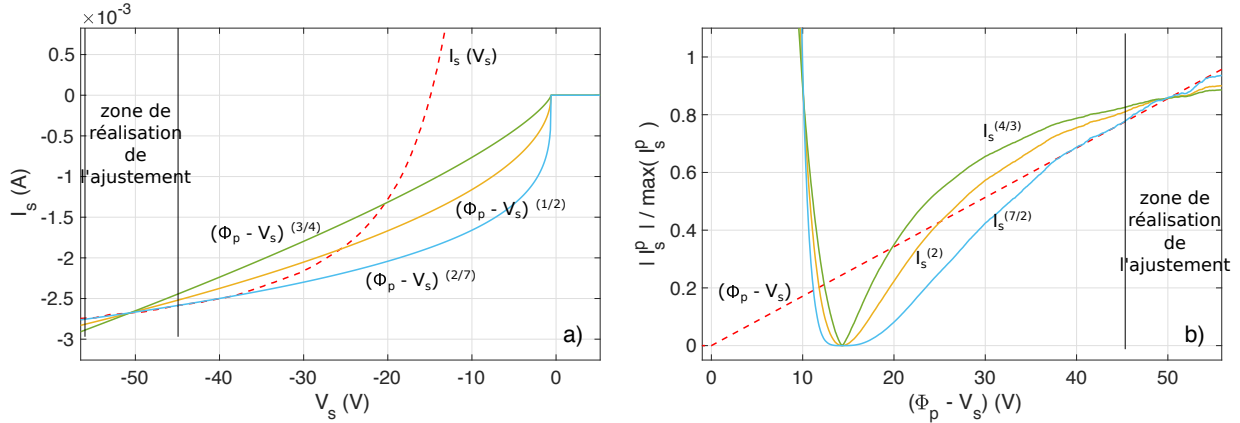 ×10⁻³
0.5
0
-0.5
-1
-1.5
-2
-2.5
-3
I_s (A)
zone de
réalisation
de
l'ajustement
I_s (V_s)
(Φ_p - V_s) ^(3/4)
(Φ_p - V_s) ^(1/2)
(Φ_p - V_s) ^(2/7)
a)
-50 -40 -30 -20 -10 0
V_s (V)
1
0.8
0.6
0.4
0.2
0
| I_s^p | / max( I_s^p )
I_s^(4/3)
I_s^(2)
I_s^(7/2)
(Φ_p - V_s)
zone de
réalisation
de
l'ajustement
b)
0 10 20 30 40 50
(Φ_p - V_s) (V)